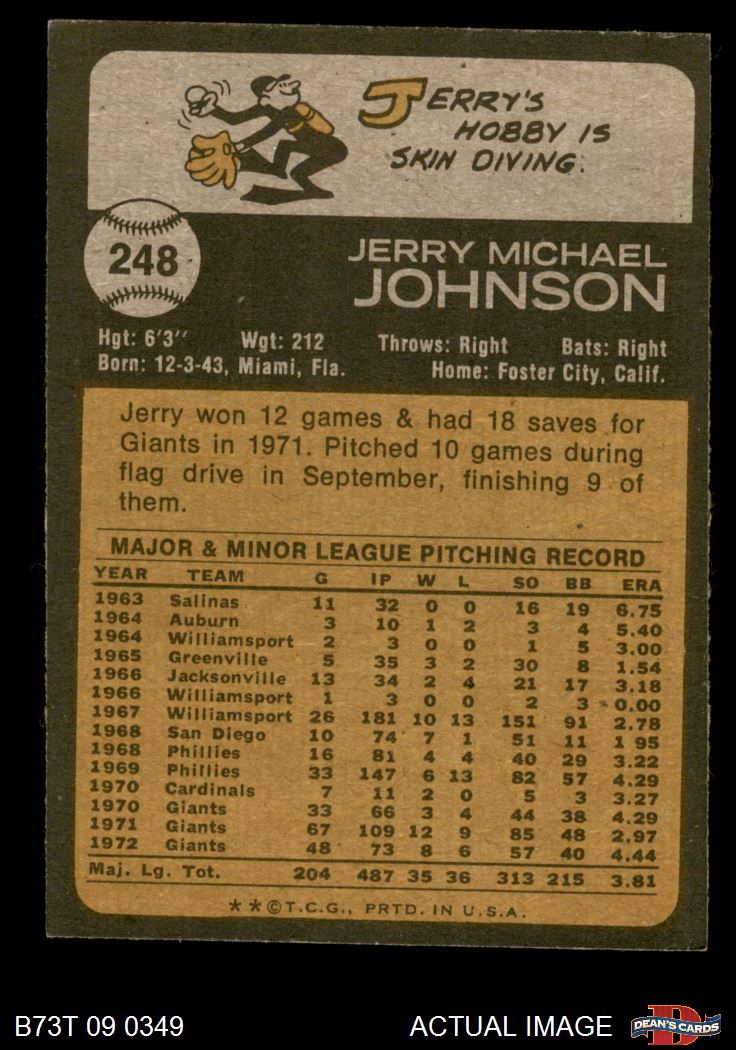 JERRY'S
HOBBY IS
SKIN DIVING.
248
JERRY MICHAEL
JOHNSON
Hgt: 6'3" Wgt: 212 Throws: Right Bats: Right
Born: 12-3-43, Miami, Fla. Home: Foster City, Calif.
Jerry won 12 games & had 18 saves for
Giants in 1971. Pitched 10 games during
flag drive in September, finishing 9 of
them.
MAJOR & MINOR LEAGUE PITCHING RECORD
YEAR TEAM G IP W L SO BB ERA
1963 Salinas 11 32 0 0 16 19 6.75
1964 Auburn 3 10 1 2 3 4 5.40
1964 Williamsport 2 3 0 0 1 5 3.00
1965 Greenville 5 35 3 2 30 8 1.54
1966 Jacksonville 13 34 2 4 21 17 3.18
1966 Williamsport 1 3 0 0 2 3 0.00
1967 Williamsport 26 181 10 13 151 91 2.78
1968 San Diego 10 74 7 1 51 11 1 95
1968 Phillies 16 81 4 4 40 29 3.22
1969 Phillies 33 147 6 13 82 57 4.29
1970 Cardinals 7 11 2 0 5 3 3.27
1970 Giants 33 66 3 4 44 38 4.29
1971 Giants 67 109 12 9 85 48 2.97
1972 Giants 48 73 8 6 57 40 4.44
Maj. Lg. Tot. 204 487 35 36 313 215 3.81
**©T.C.G., PRTD. IN U.S.A.
B73T 09 0349 ACTUAL IMAGE DEAN'S CARDS